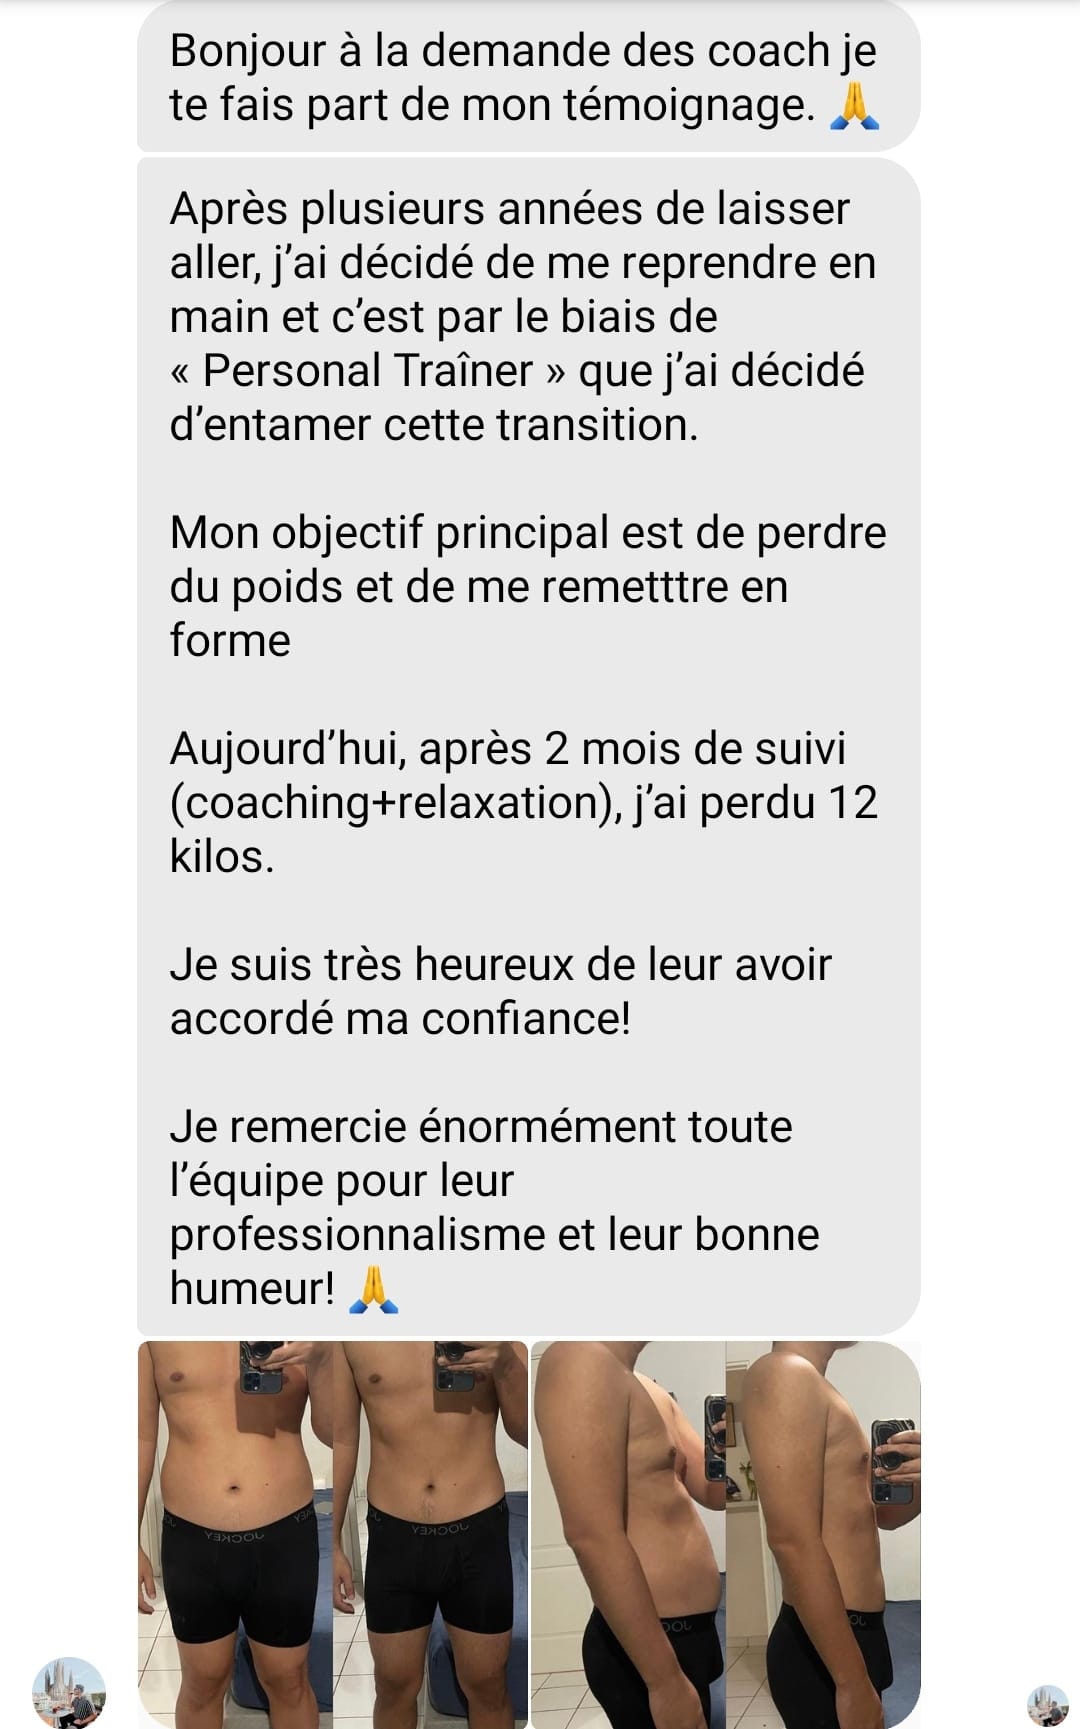 Bonjour à la demande des coach je
te fais part de mon témoignage. 🙏
Après plusieurs années de laisser
aller, j’ai décidé de me reprendre en
main et c’est par le biais de
« Personal Traîner » que j’ai décidé
d’entamer cette transition.
Mon objectif principal est de perdre
du poids et de me remetttre en
forme
Aujourd’hui, après 2 mois de suivi
(coaching+relaxation), j’ai perdu 12
kilos.
Je suis très heureux de leur avoir
accordé ma confiance!
Je remercie énormément toute
l’équipe pour leur
professionnalisme et leur bonne
humeur! 🙏
JOCKEY
JOCKEY